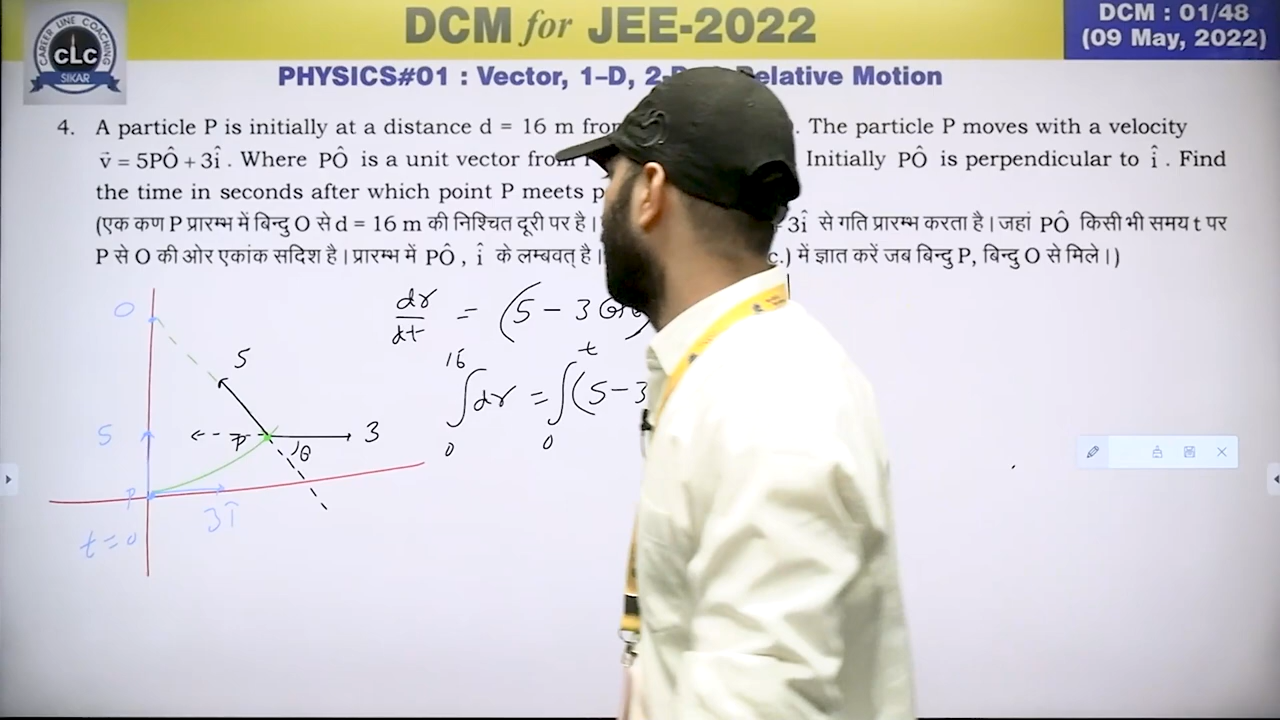 CAREER LINE COACHING
CLC
SIKAR
DCM for JEE-2022
DCM : 01/48
(09 May, 2022)
PHYSICS#01 : Vector, 1–D, 2- Relative Motion
4. A particle P is initially at a distance d = 16 m from . The particle P moves with a velocity
v⃗ = 5PÔ + 3î . Where PÔ is a unit vector from Initially PÔ is perpendicular to î . Find
the time in seconds after which point P meets
(एक कण P प्रारम्भ में बिन्दु O से d = 16 m की निश्चित दूरी पर है। 3î से गति प्रारम्भ करता है। जहां PÔ किसी भी समय t पर
P से O की ओर एकांक सदिश है। प्रारम्भ में PÔ , î के लम्बवत् है। में ज्ञात करें जब बिन्दु P, बिन्दु O से मिले।)
O
5
5
P
3
θ
P
3î
t=0
dr/dt = (5 – 3
16 t
∫dr = ∫(5–3
0 0